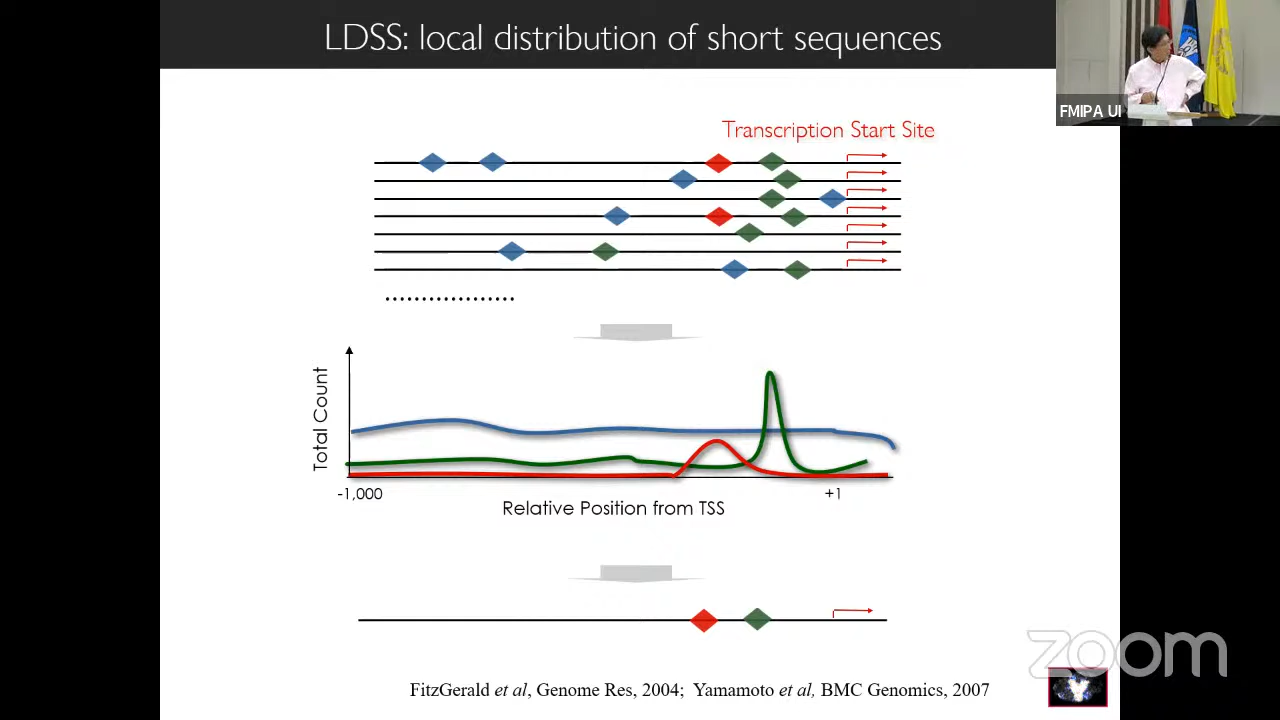 LDSS: local distribution of short sequences
FMIPA UI
Transcription Start Site
..................
Total Count
-1,000
+1
Relative Position from TSS
zoom
FitzGerald et al, Genome Res, 2004; Yamamoto et al, BMC Genomics, 2007